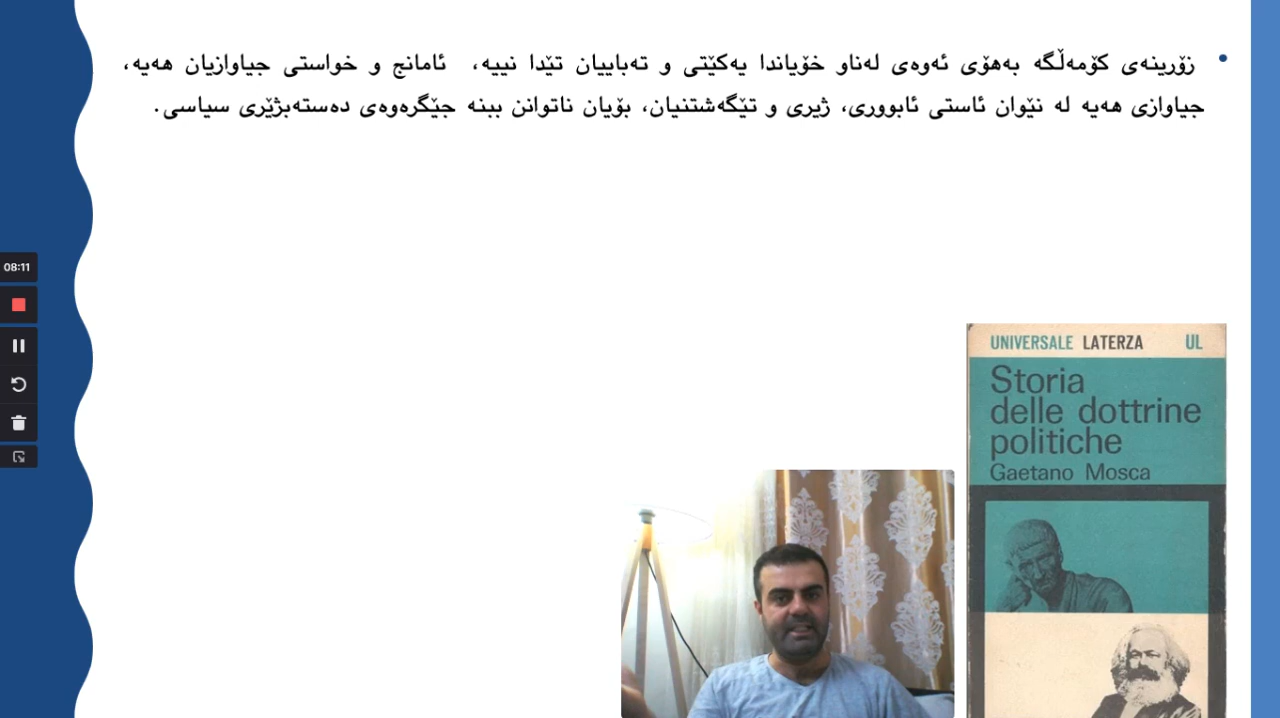 • زۆرینەی کۆمەڵگە بەهۆی ئەوەی لەناو خۆیاندا یەکێتی و تەباییان تێدا نییە، ئامانج و خواستی جیاوازیان هەیە،
جیاوازی هەیە لە نێوان ئاستی ئابووری، ژیری و تێگەشتنیان، بۆیان ناتوانن ببنە جێگرەوەی دەستەبژێری سیاسی.
08:11
UNIVERSALE LATERZA UL
Storia
delle dottrine
politiche
Gaetano Mosca